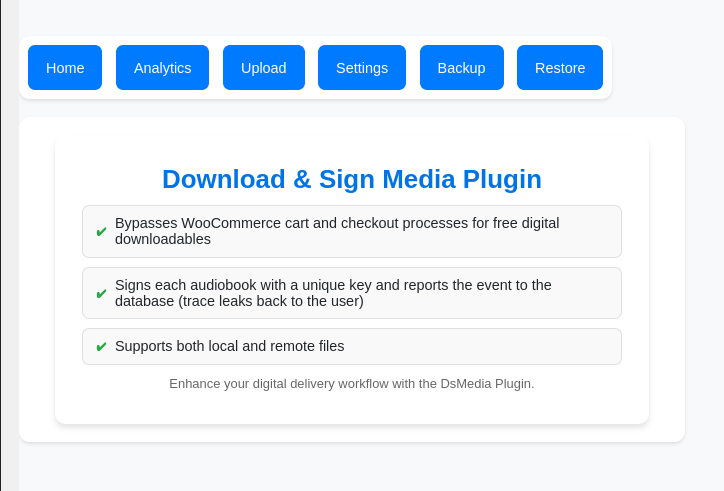 Home
Analytics
Upload
Settings
Backup
Restore
Download & Sign Media Plugin
✔ Bypasses WooCommerce cart and checkout processes for free digital
downloadables
✔ Signs each audiobook with a unique key and reports the event to the
database (trace leaks back to the user)
✔ Supports both local and remote files
Enhance your digital delivery workflow with the DsMedia Plugin.